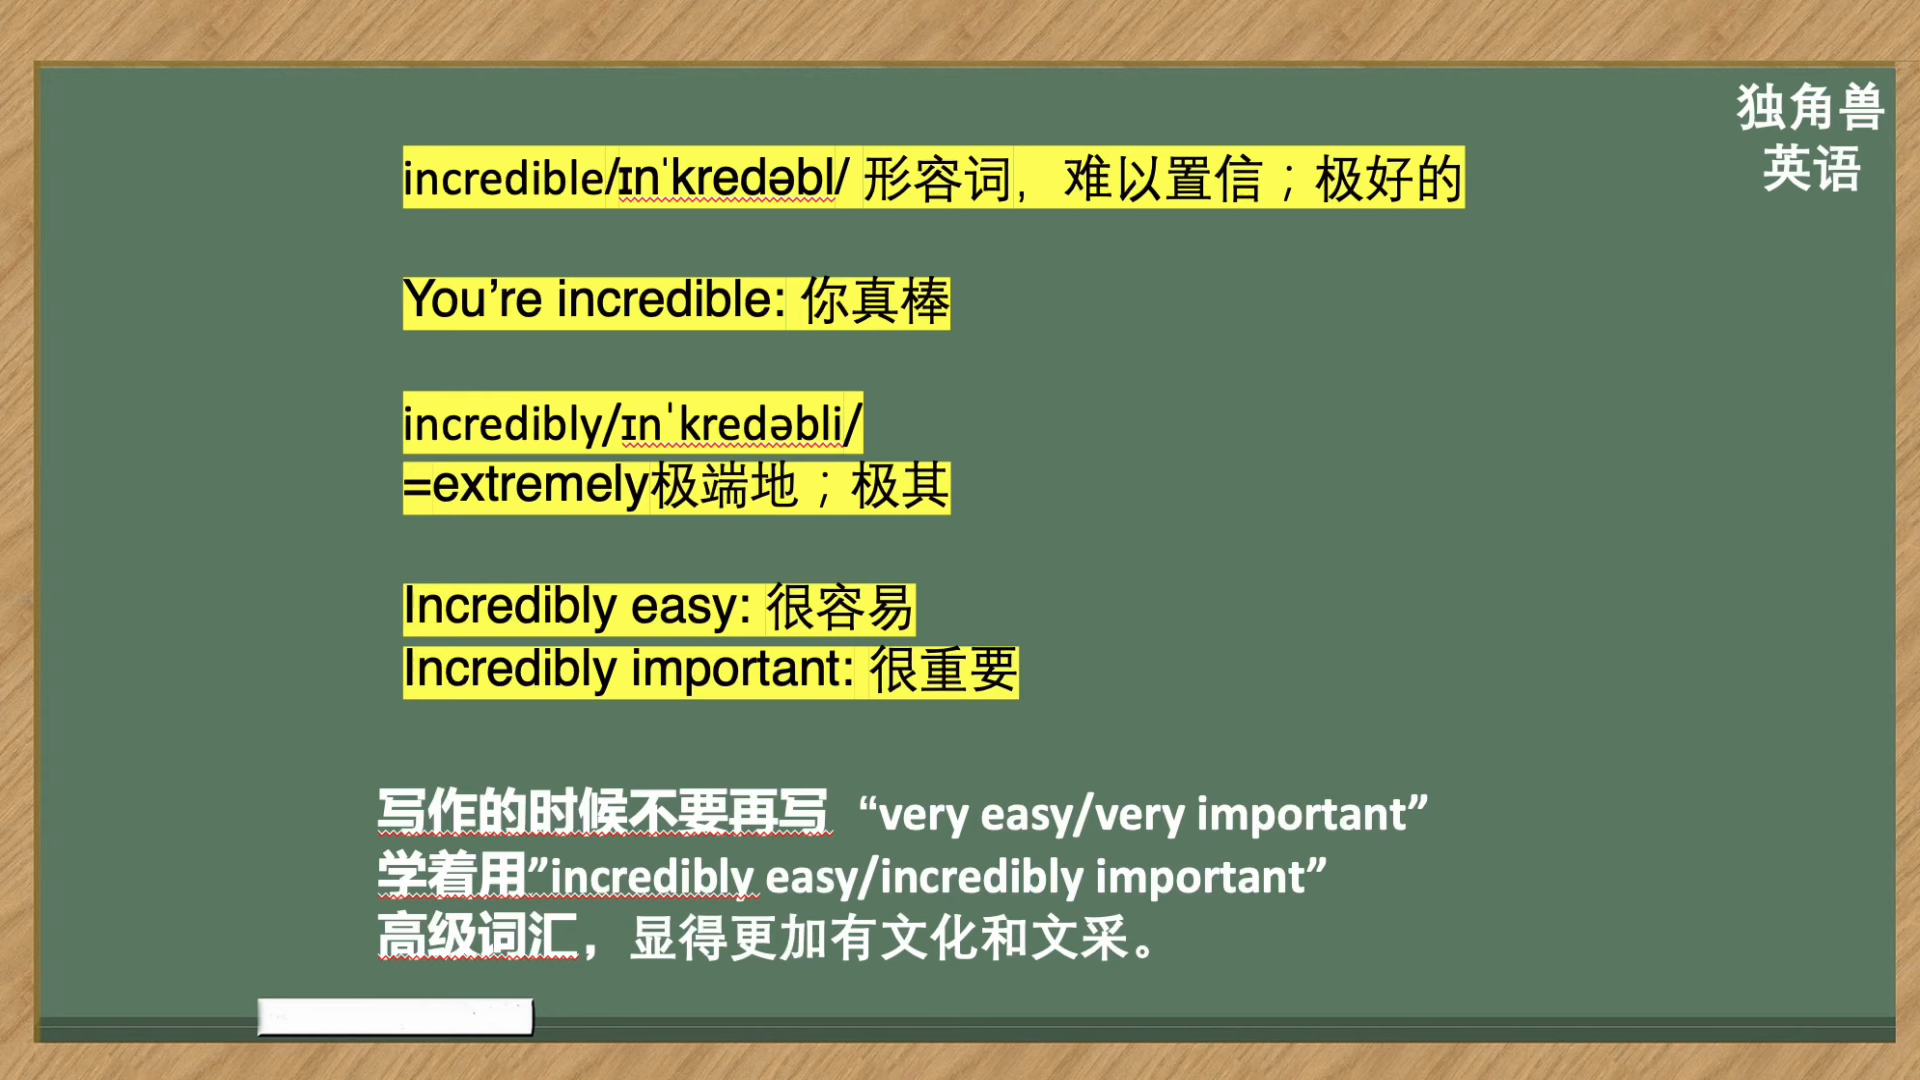 独角兽
英语
incredible/ɪnˈkredəbl/ 形容词，难以置信；极好的
You’re incredible: 你真棒
incredibly/ɪnˈkredəbli/
=extremely极端地；极其
Incredibly easy: 很容易
Incredibly important: 很重要
写作的时候不要再写 “very easy/very important”
学着用”incredibly easy/incredibly important”
高级词汇，显得更加有文化和文采。